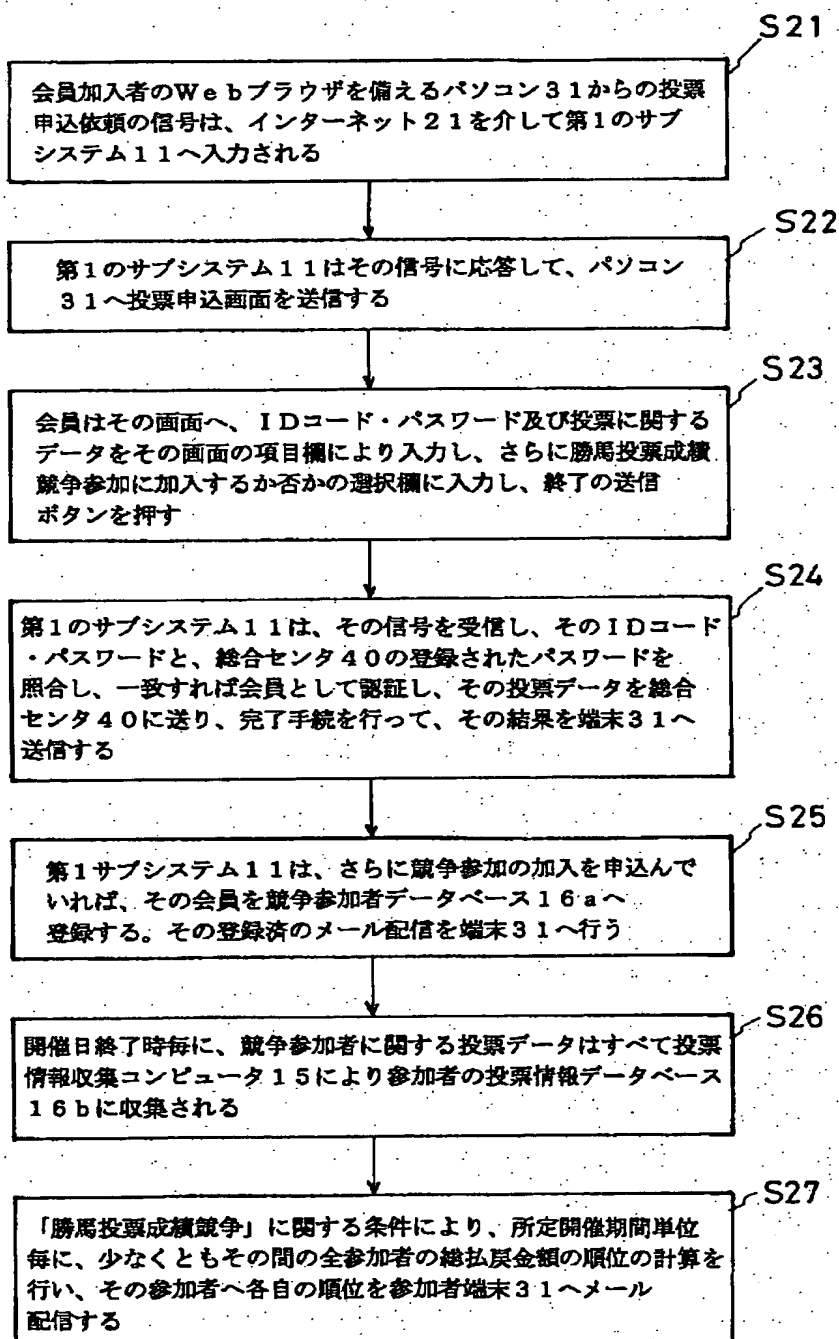 S21
会員加入者のWebブラウザを備えるパソコン31からの投票
申込依頼の信号は、インターネット21を介して第1のサブ
システム11へ入力される
S22
第1のサブシステム11はその信号に応答して、パソコン
31へ投票申込画面を送信する
S23
会員はその画面へ、IDコード・パスワード及び投票に関する
データをその画面の項目欄により入力し、さらに勝馬投票成績
競争参加に加入するか否かの選択欄に入力し、終了の送信
ボタンを押す
S24
第1のサブシステム11は、その信号を受信し、そのIDコード
・パスワードと、総合センタ40の登録されたパスワードを
照合し、一致すれば会員として認証し、その投票データを総合
センタ40に送り、完了手続を行って、その結果を端末31へ
送信する
S25
第1サブシステム11は、さらに競争参加の加入を申込んで
いれば、その会員を競争参加者データベース16aへ
登録する。その登録済のメール配信を端末31へ行う
S26
開催日終了時毎に、競争参加者に関する投票データはすべて投票
情報収集コンピュータ15により参加者の投票情報データベース
16bに収集される
S27
「勝馬投票成績競争」に関する条件により、所定開催期間単位
毎に、少なくともその間の全参加者の総払戻金額の順位の計算を
行い、その参加者へ各自の順位を参加者端末31へメール
配信する